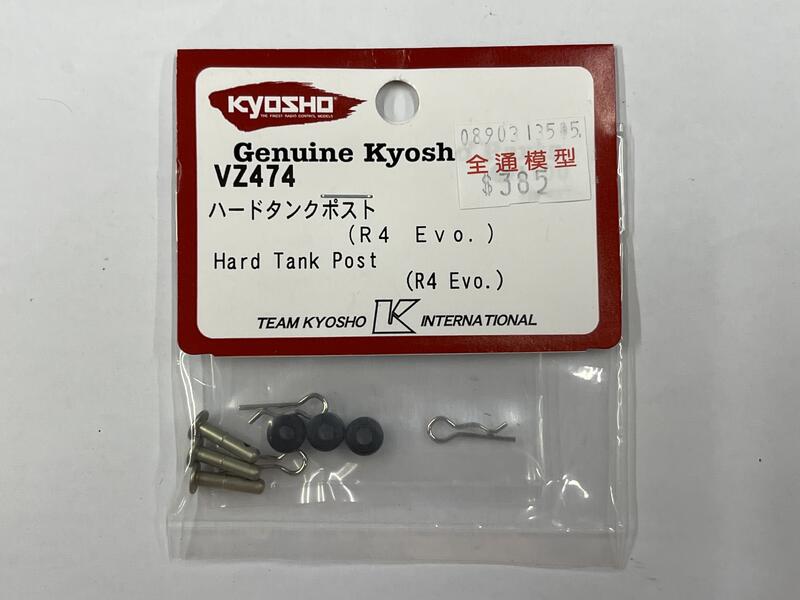 KYOSHO
THE FINEST RADIO CONTROL MODELS
Genuine Kyosh
VZ474
ハードタンクポスト
(R4 Evo.)
Hard Tank Post
(R4 Evo.)
TEAM KYOSHO K INTERNATIONAL
全通模型
$385